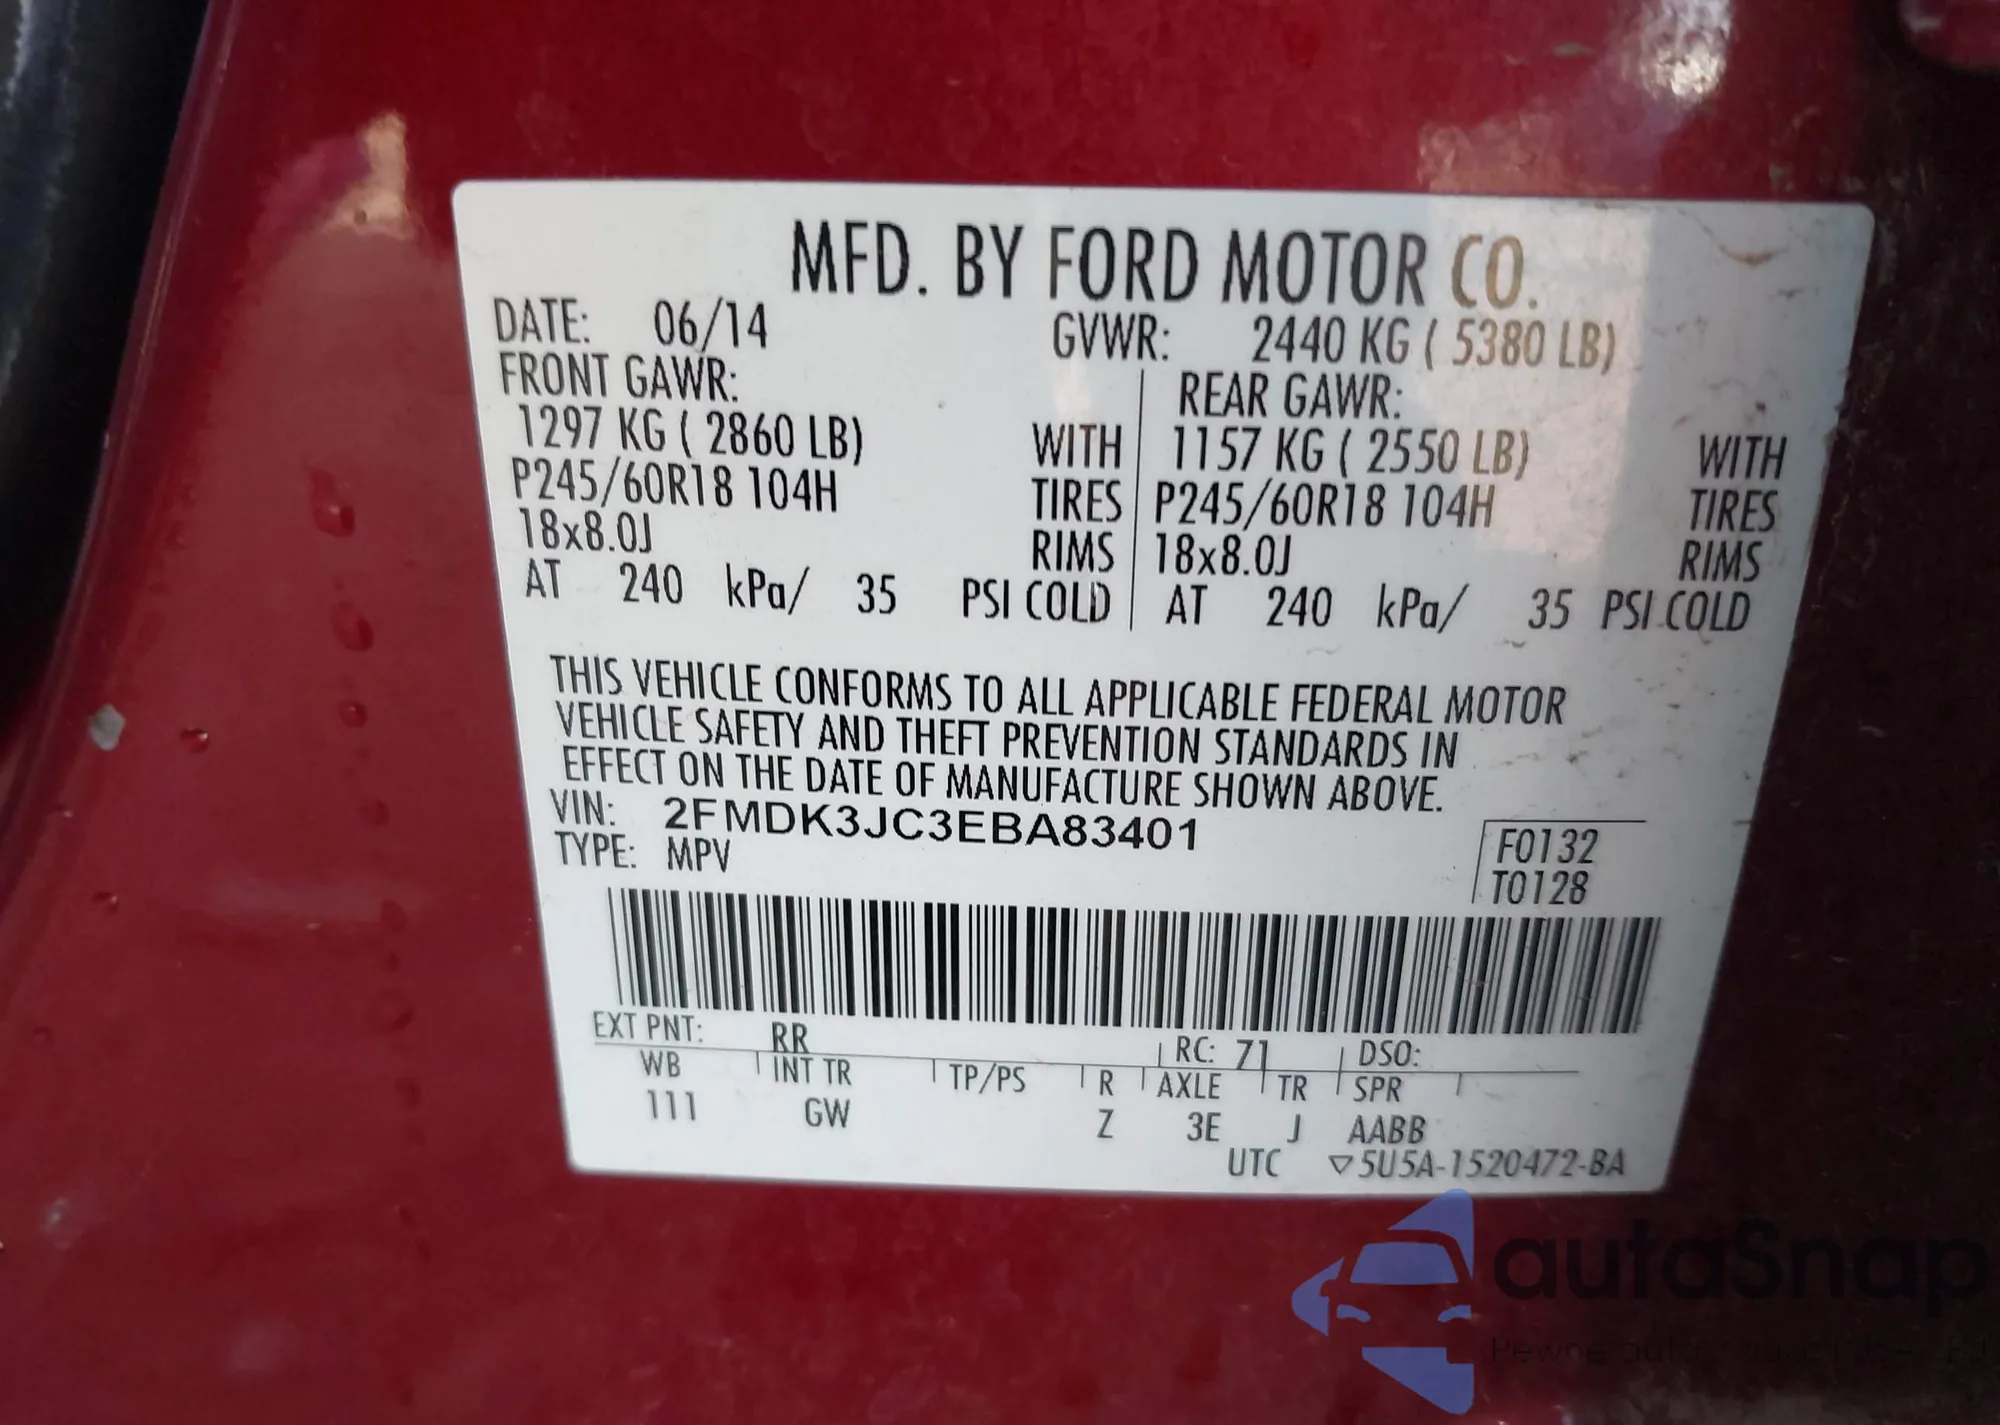 MFD. BY FORD MOTOR CO.
DATE: 06/14 GVWR: 2440 KG ( 5380 LB)
FRONT GAWR: REAR GAWR:
1297 KG ( 2860 LB) WITH 1157 KG ( 2550 LB) WITH
P245/60R18 104H TIRES P245/60R18 104H TIRES
18x8.0J RIMS 18x8.0J RIMS
AT 240 kPa/ 35 PSI COLD AT 240 kPa/ 35 PSI COLD
THIS VEHICLE CONFORMS TO ALL APPLICABLE FEDERAL MOTOR
VEHICLE SAFETY AND THEFT PREVENTION STANDARDS IN
EFFECT ON THE DATE OF MANUFACTURE SHOWN ABOVE.
VIN: 2FMDK3JC3EBA83401
TYPE: MPV
F0132
T0128
EXT PNT: RR RC: 71 DSO:
WB INT TR TP/PS R AXLE TR SPR
111 GW Z 3E J AABB
UTC ▽5U5A-1520472-BA
autaSnap
Pewne